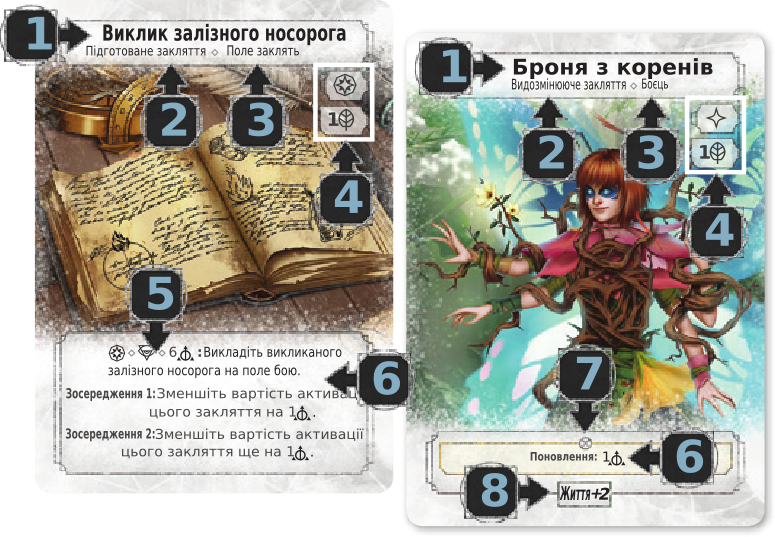 1
Виклик залізного носорога
Підготоване закляття ◇ Поле заклять
2
3
1
4
5
6 : Викладіть викликаного
залізного носорога на поле бою.
6
Зосередження 1: Зменшіть вартість активац
цього закляття на 1 .
Зосередження 2: Зменшіть вартість активації
цього закляття ще на 1 .
1
Броня з коренів
Видозмінююче закляття ◇ Боєць
2
3
1
4
7
Поновлення: 1
6
8
Життя+2